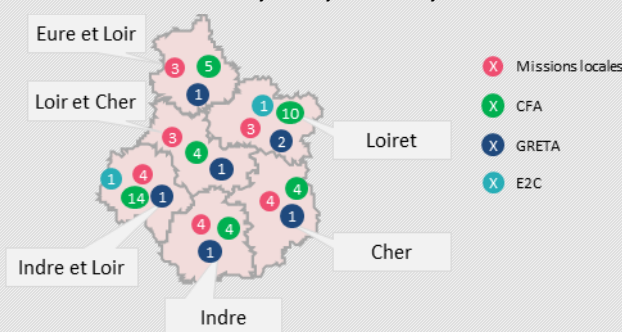 Eure et Loir
3
5
1
Loir et Cher
3
4
1
1
10
3
2
Loiret
1
4
14
1
Indre et Loir
4
4
1
Cher
4
4
1
Indre
X Missions locales
X CFA
X GRETA
X E2C